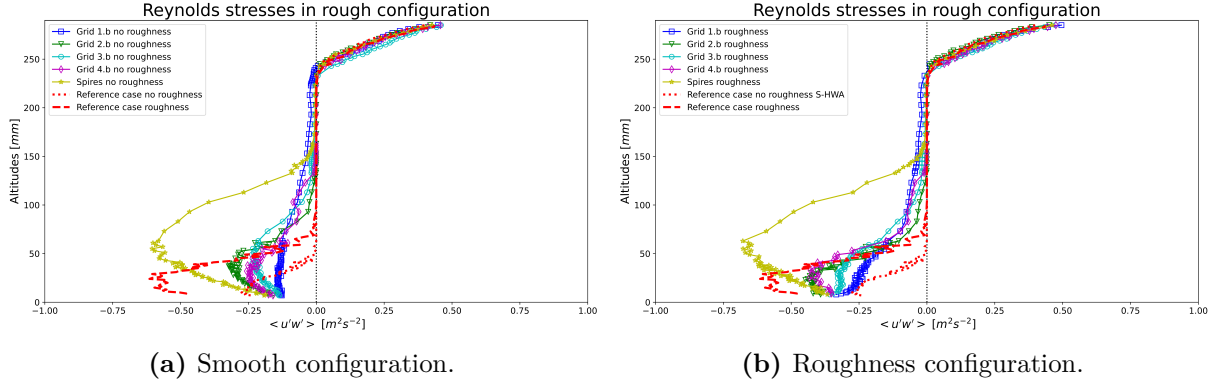 Reynolds stresses in rough configuration
Grid 1.b no roughness
Grid 2.b no roughness
Grid 3.b no roughness
Grid 4.b no roughness
Spires no roughness
Reference case no roughness
Reference case roughness
Altitudes [mm]
250
200
150
100
50
0
−1.00 −0.75 −0.50 −0.25 0.00 0.25 0.50 0.75 1.00
< u'w' > [m²s⁻²]
(a) Smooth configuration.
Reynolds stresses in rough configuration
Grid 1.b roughness
Grid 2.b roughness
Grid 3.b roughness
Grid 4.b roughness
Spires roughness
Reference case no roughness S-HWA
Reference case roughness
Altitudes [mm]
250
200
150
100
50
0
−1.00 −0.75 −0.50 −0.25 0.00 0.25 0.50 0.75 1.00
< u'w' > [m²s⁻²]
(b) Roughness configuration.